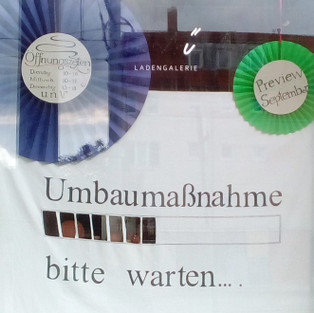 Öffnungszeiten
Dienstag
Mittwoch
Donnerstag
u.n.V.
ü
LADENGALERIE
Preview
September
Umbaumaßnahme
bitte warten....